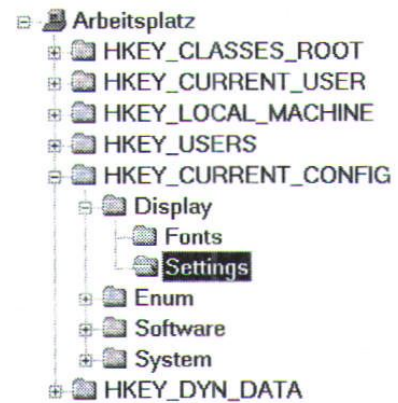 Arbeitsplatz
HKEY_CLASSES_ROOT
HKEY_CURRENT_USER
HKEY_LOCAL_MACHINE
HKEY_USERS
HKEY_CURRENT_CONFIG
Display
Fonts
Settings
Enum
Software
System
HKEY_DYN_DATA